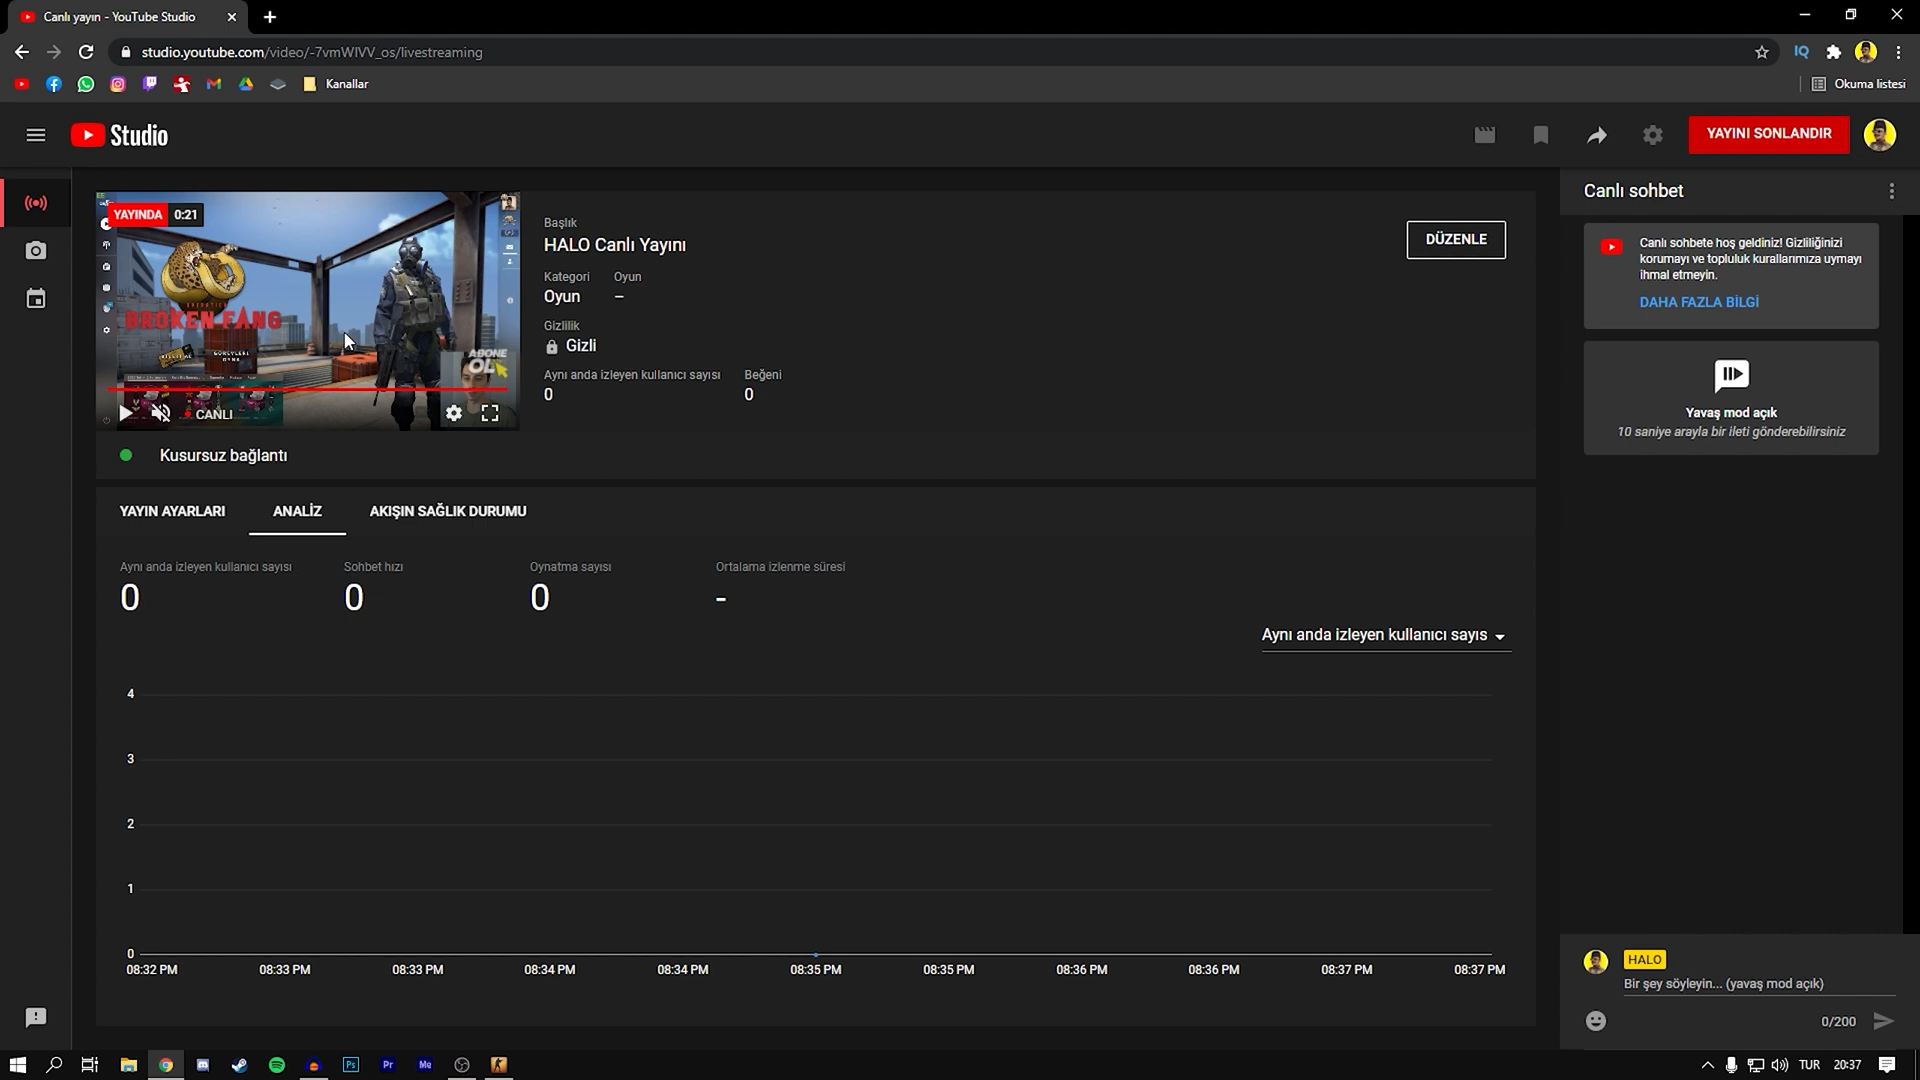 Canlı yayın - YouTube Studio
studio.youtube.com/video/-7vmWlVV_os/livestreaming
Kanallar
Okuma listesi
Studio
YAYINI SONLANDIR
YAYINDA 0:21
BROKEN FANG
ABONE
OL
CANLI
Başlık
HALO Canlı Yayını
DÜZENLE
Kategori Oyun
Oyun –
Gizlilik
Gizli
Aynı anda izleyen kullanıcı sayısı Beğeni
0 0
Kusursuz bağlantı
YAYIN AYARLARI ANALİZ AKIŞIN SAĞLIK DURUMU
Aynı anda izleyen kullanıcı sayısı Sohbet hızı Oynatma sayısı Ortalama izlenme süresi
0 0 0 -
Aynı anda izleyen kullanıcı sayıs
4
3
2
1
0
08:32 PM 08:33 PM 08:33 PM 08:34 PM 08:34 PM 08:35 PM 08:35 PM 08:36 PM 08:36 PM 08:37 PM 08:37 PM
Canlı sohbet
Canlı sohbete hoş geldiniz! Gizliliğinizi
korumayı ve topluluk kurallarımıza uymayı
ihmal etmeyin.
DAHA FAZLA BİLGİ
Yavaş mod açık
10 saniye arayla bir ileti gönderebilirsiniz
HALO
Bir şey söyleyin... (yavaş mod açık)
0/200
Ps Pr Me
TUR 20:37